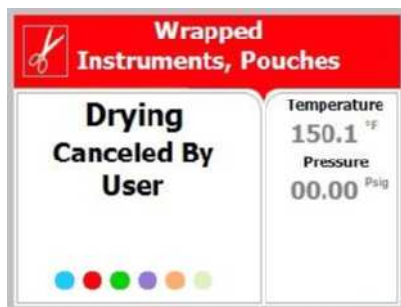 Wrapped
Instruments, Pouches
Drying
Canceled By
User
Temperature
150.1 °F
Pressure
00.00 Psig